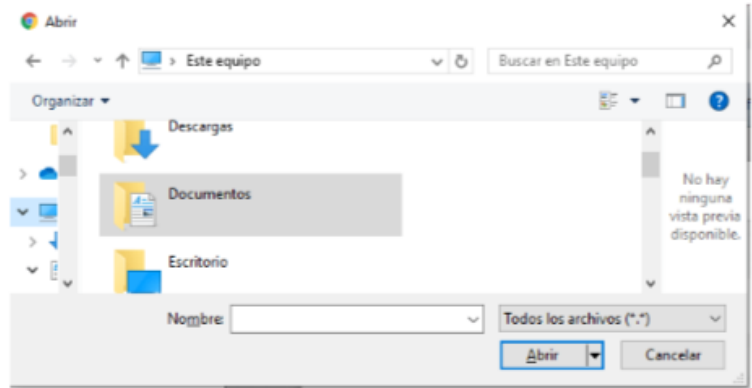 Abrir
Este equipo
Buscar en Este equipo
Organizar
Descargas
Documentos
Escritorio
No hay
ninguna
vista previa
disponible.
Nombre:
Todos los archivos (*.*)
Abrir
Cancelar